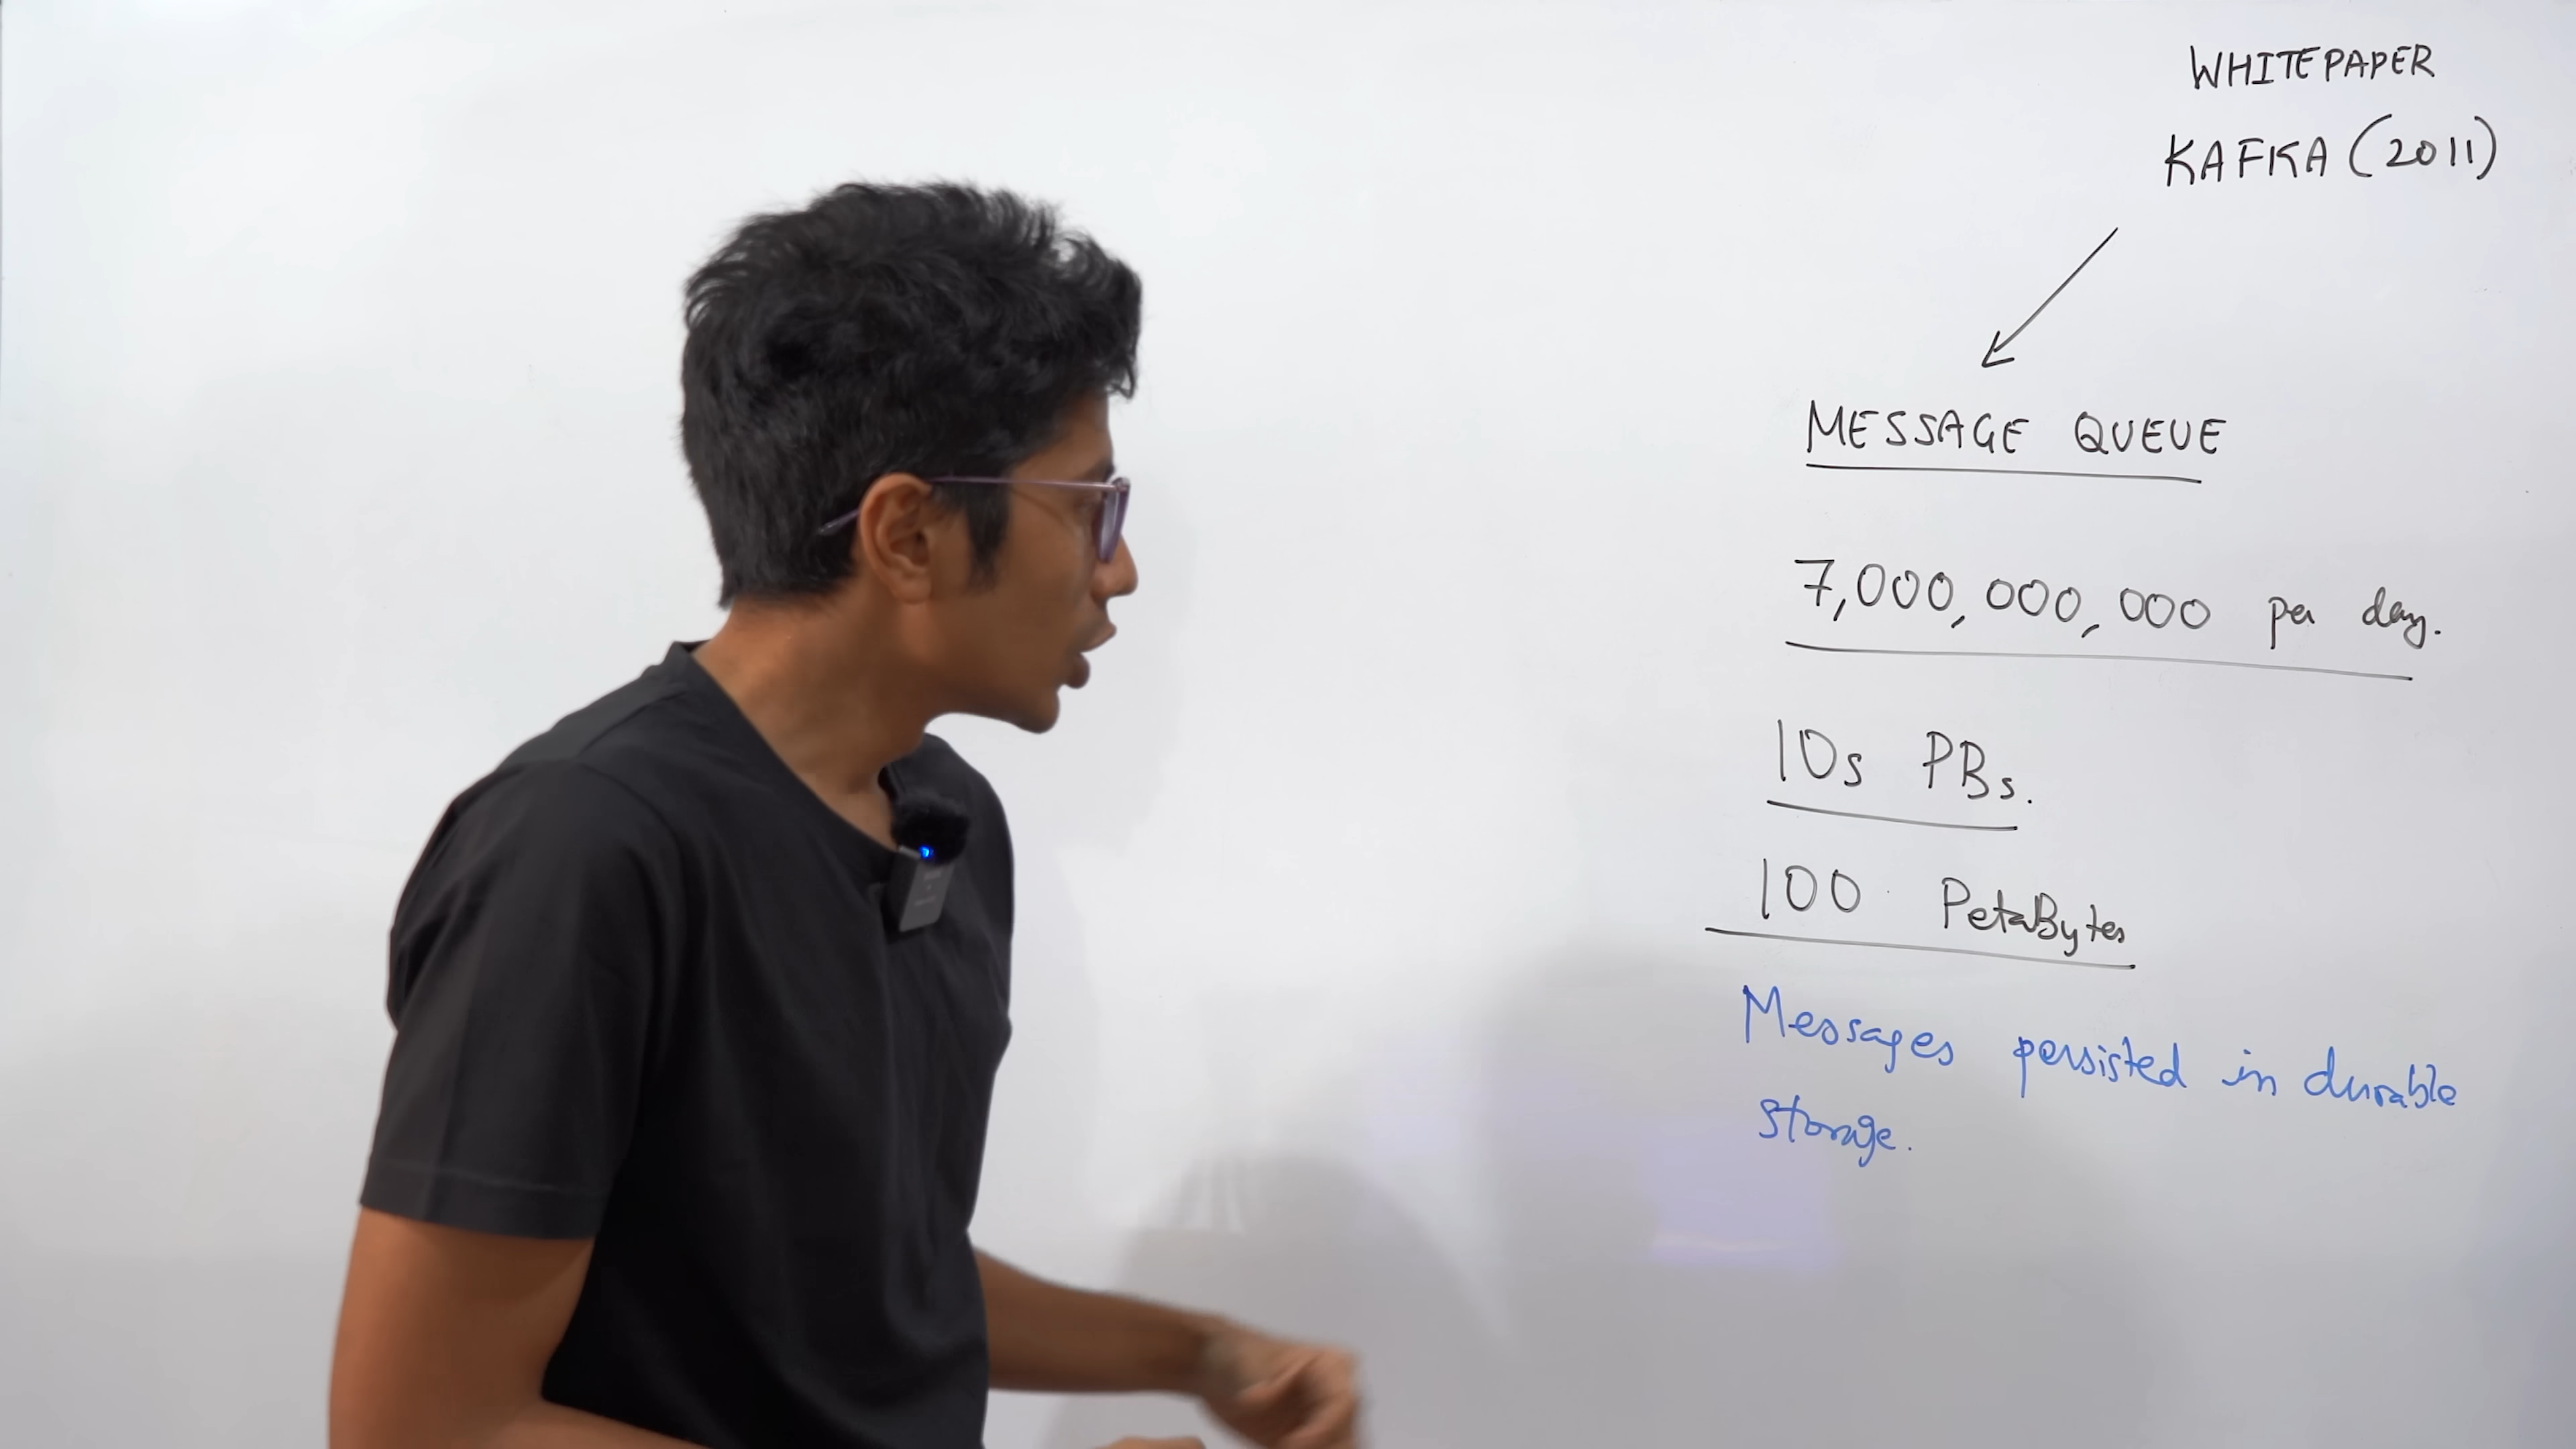 WHITEPAPER
KAFKA (2011)
MESSAGE QUEUE
7,000,000,000 per day.
10s PBs.
100 PetaBytes
Messages persisted in durable
storage.